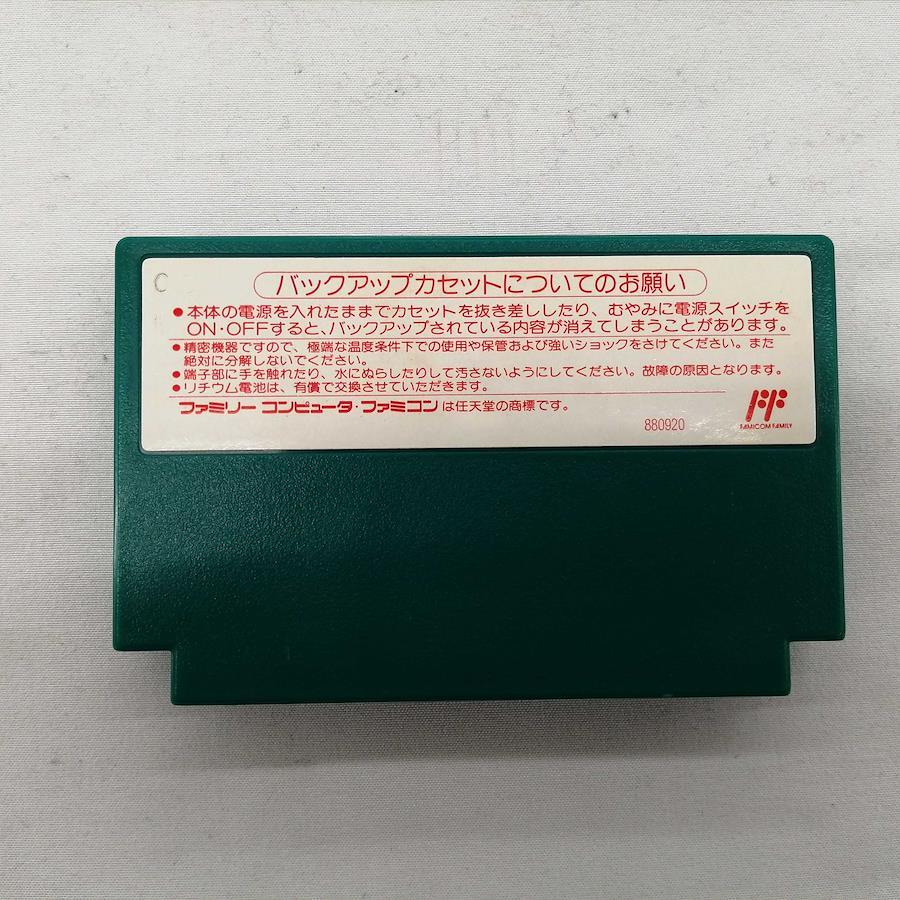 C
バックアップカセットについてのお願い
●本体の電源を入れたままでカセットを抜き差ししたり、むやみに電源スイッチを
ON・OFFすると、バックアップされている内容が消えてしまうことがあります。
●精密機器ですので、極端な温度条件下での使用や保管および強いショックをさけてください。また
絶対に分解しないでください。
●端子部に手を触れたり、水にぬらしたりして汚さないようにしてください。故障の原因となります。
●リチウム電池は、有償で交換させていただきます。
ファミリー コンピュータ・ファミコンは任天堂の商標です。
880920
FAMICOM FAMILY